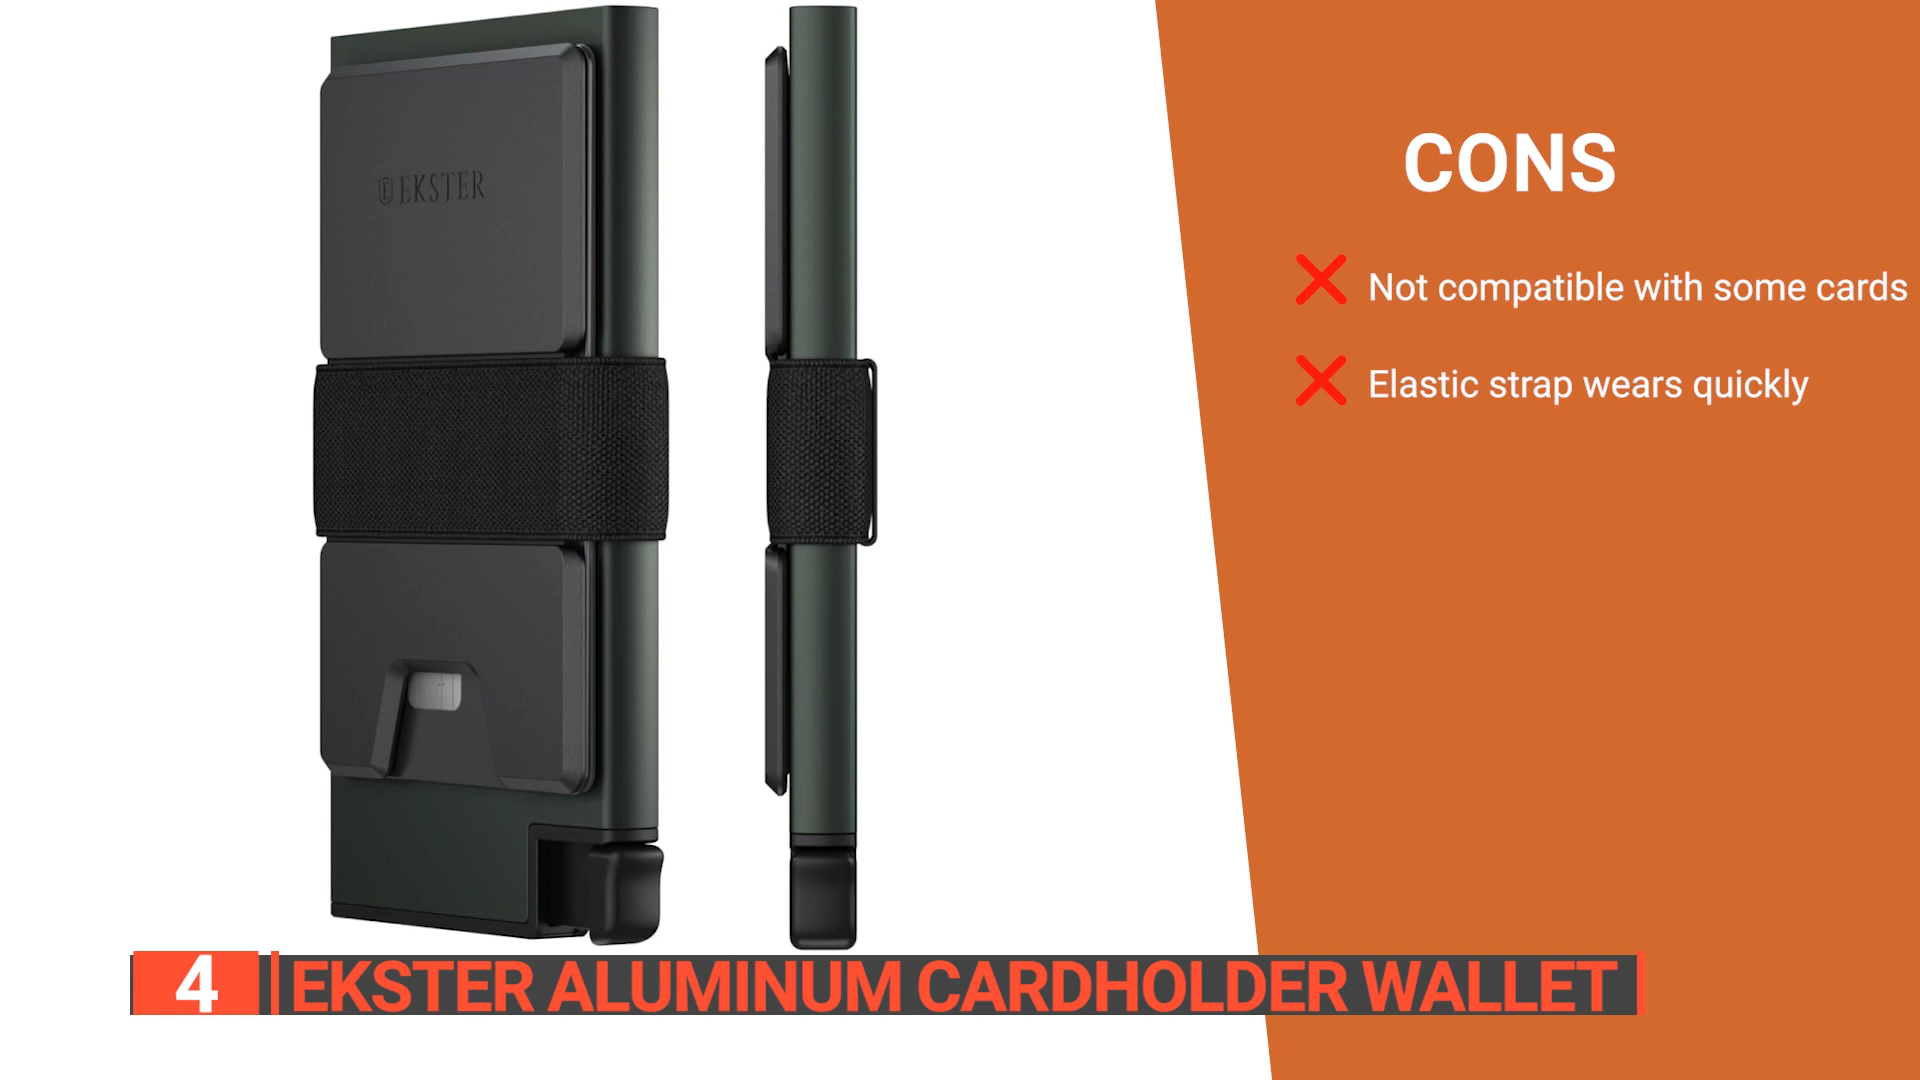 EKSTER
CONS
Not compatible with some cards
Elastic strap wears quickly
4 EKSTER ALUMINUM CARDHOLDER WALLET